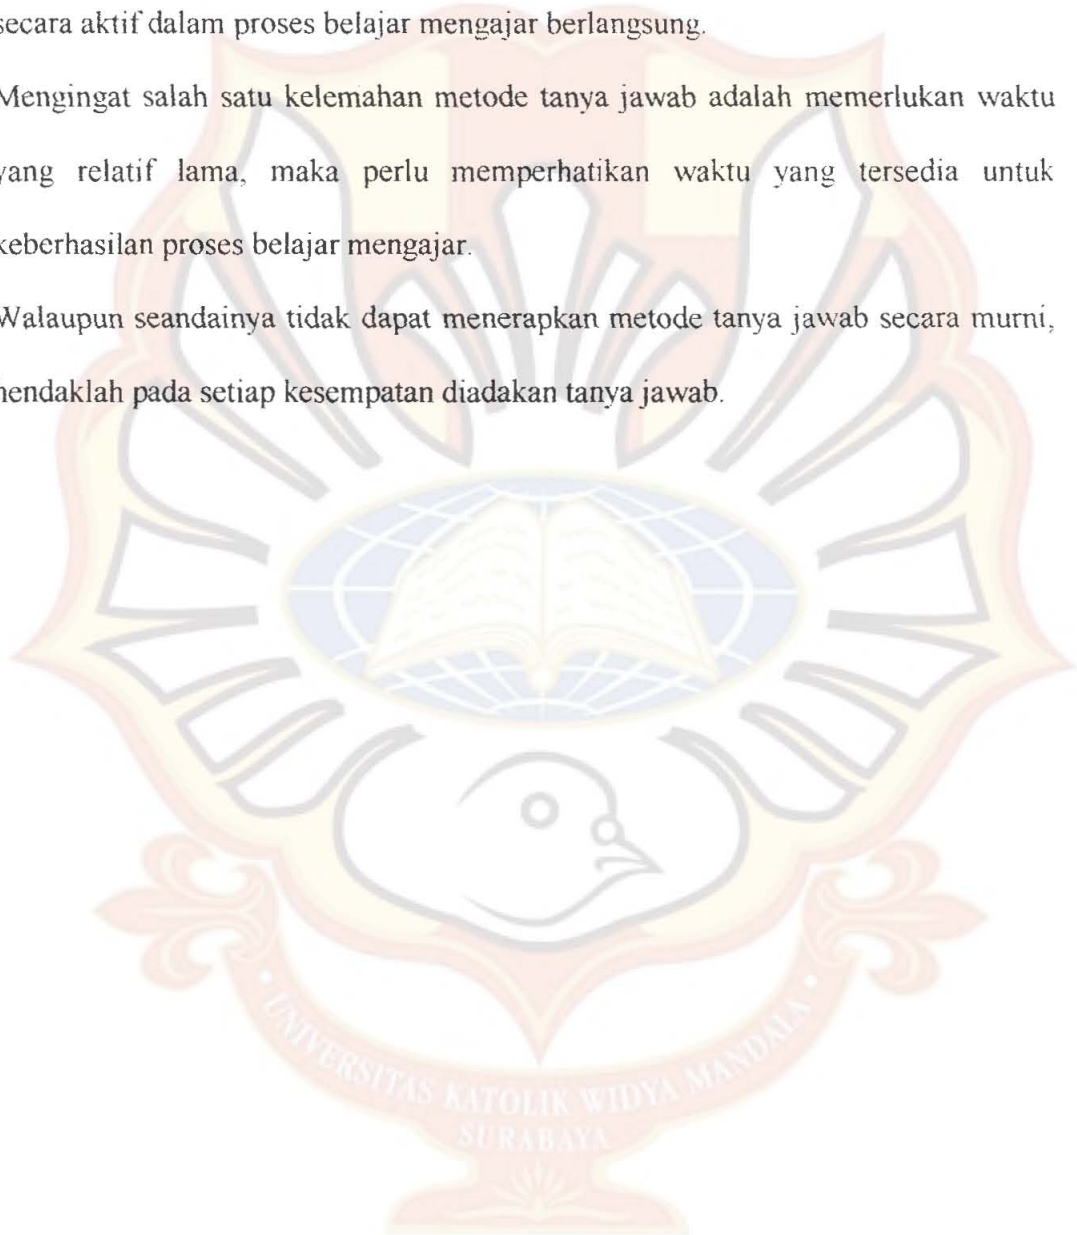 secara aktif dalam proses belajar mengajar berlangsung.
Mengingat salah satu kelemahan metode tanya jawab adalah memerlukan waktu
yang relatif lama, maka perlu memperhatikan waktu yang tersedia untuk
keberhasilan proses belajar mengajar.
Walaupun seandainya tidak dapat menerapkan metode tanya jawab secara murni,
hendaklah pada setiap kesempatan diadakan tanya jawab.
UNIVERSITAS KATOLIK WIDYA MANDALA
SURABAYA